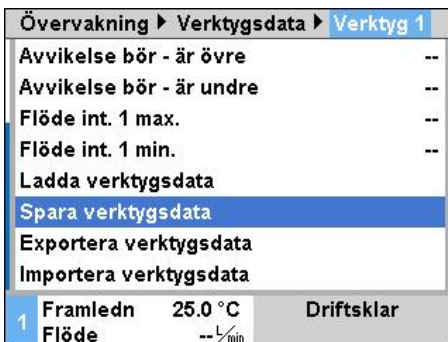 Övervakning ▶ Verktygsdata ▶ Verktyg 1
Avvikelse bör - är övre --
Avvikelse bör - är undre --
Flöde int. 1 max. --
Flöde int. 1 min. --
Ladda verktygsdata
Spara verktygsdata
Exportera verktygsdata
Importera verktygsdata
1 Framledn 25.0 °C Driftsklar
Flöde -- L/min